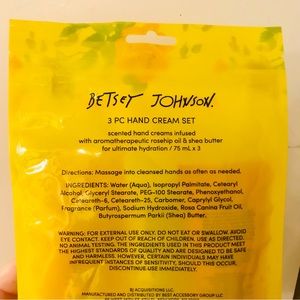 BETSEY JOHNSON.
3 PC HAND CREAM SET
scented hand creams infused
with aromatherapeutic rosehip oil & shea butter
for ultimate hydration / 75 mL x 3
Directions: Massage into cleansed hands as often as needed.
INGREDIENTS: Water (Aqua), Isopropyl Palmitate, Cetearyl
Alcohol, Glyceryl Stearate, PEG-100 Stearate, Phenoxyethanol,
Ceteareth-6, Ceteareth-25, Carbomer, Caprylyl Glycol,
Fragrance (Parfum), Sodium Hydroxide, Rosa Canina Fruit Oil,
Butyrospermum Parkii (Shea) Butter.
WARNING: FOR EXTERNAL USE ONLY. DO NOT EAT OR SWALLOW. AVOID
EYE CONTACT. KEEP OUT OF REACH OF CHILDREN, USE AS DIRECTED.
NO ANIMAL TESTING. THE INGREDIENTS USED IN THIS PRODUCT MEET
THE HIGHEST STANDARDS OF QUALITY AND ARE DESIGNED TO BE SAFE
AND MASSAGE. HOWEVER, CERTAIN INDIVIDUALS MAY HAVE
INFREQUENT INSTANCES OF SENSITIVITY, SHOULD THIS OCCUR,
DISCONTINUE USE IMMEDIATELY.
BJ ACQUISITIONS LLC.
MANUFACTURED AND DISTRIBUTED BY BEST ACCESSORY GROUP LLC